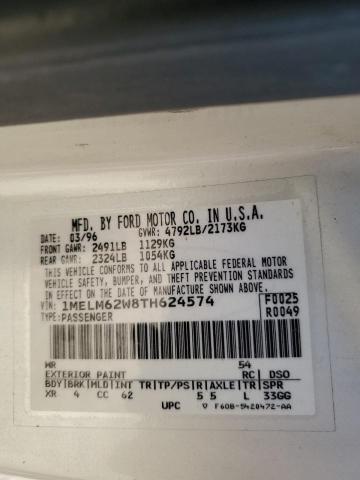 MFD. BY FORD MOTOR CO. IN U.S.A.
DATE: 03/96 GVWR: 4792LB/2173KG
FRONT GAWR: 2491LB 1129KG
REAR GAWR: 2324LB 1054KG
THIS VEHICLE CONFORMS TO ALL APPLICABLE FEDERAL MOTOR
VEHICLE SAFETY, BUMPER, AND THEFT PREVENTION STANDARDS
IN EFFECT ON THE DATE OF MANUFACTURE SHOWN ABOVE.
VIN: 1MELM62W8TH624574
TYPE: PASSENGER
F0025
R0049
WR 54
EXTERIOR PAINT RC| DSO
BDY|BRK|MLD|INT TR|TP/PS|R|AXLE|TR|SPR
XR 4 CC 62 5 5 L 33GG
UPC ▽ F60B-5420472-AA